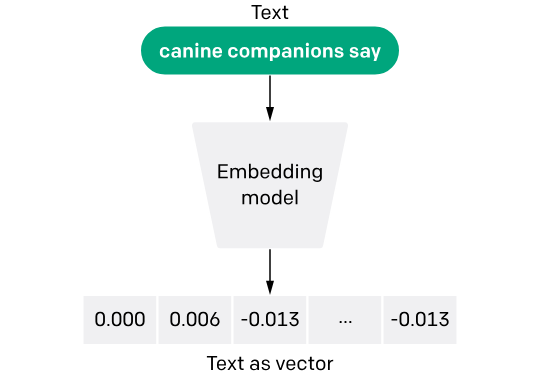 Text
canine companions say
Embedding
model
0.000 0.006 -0.013 ... -0.013
Text as vector